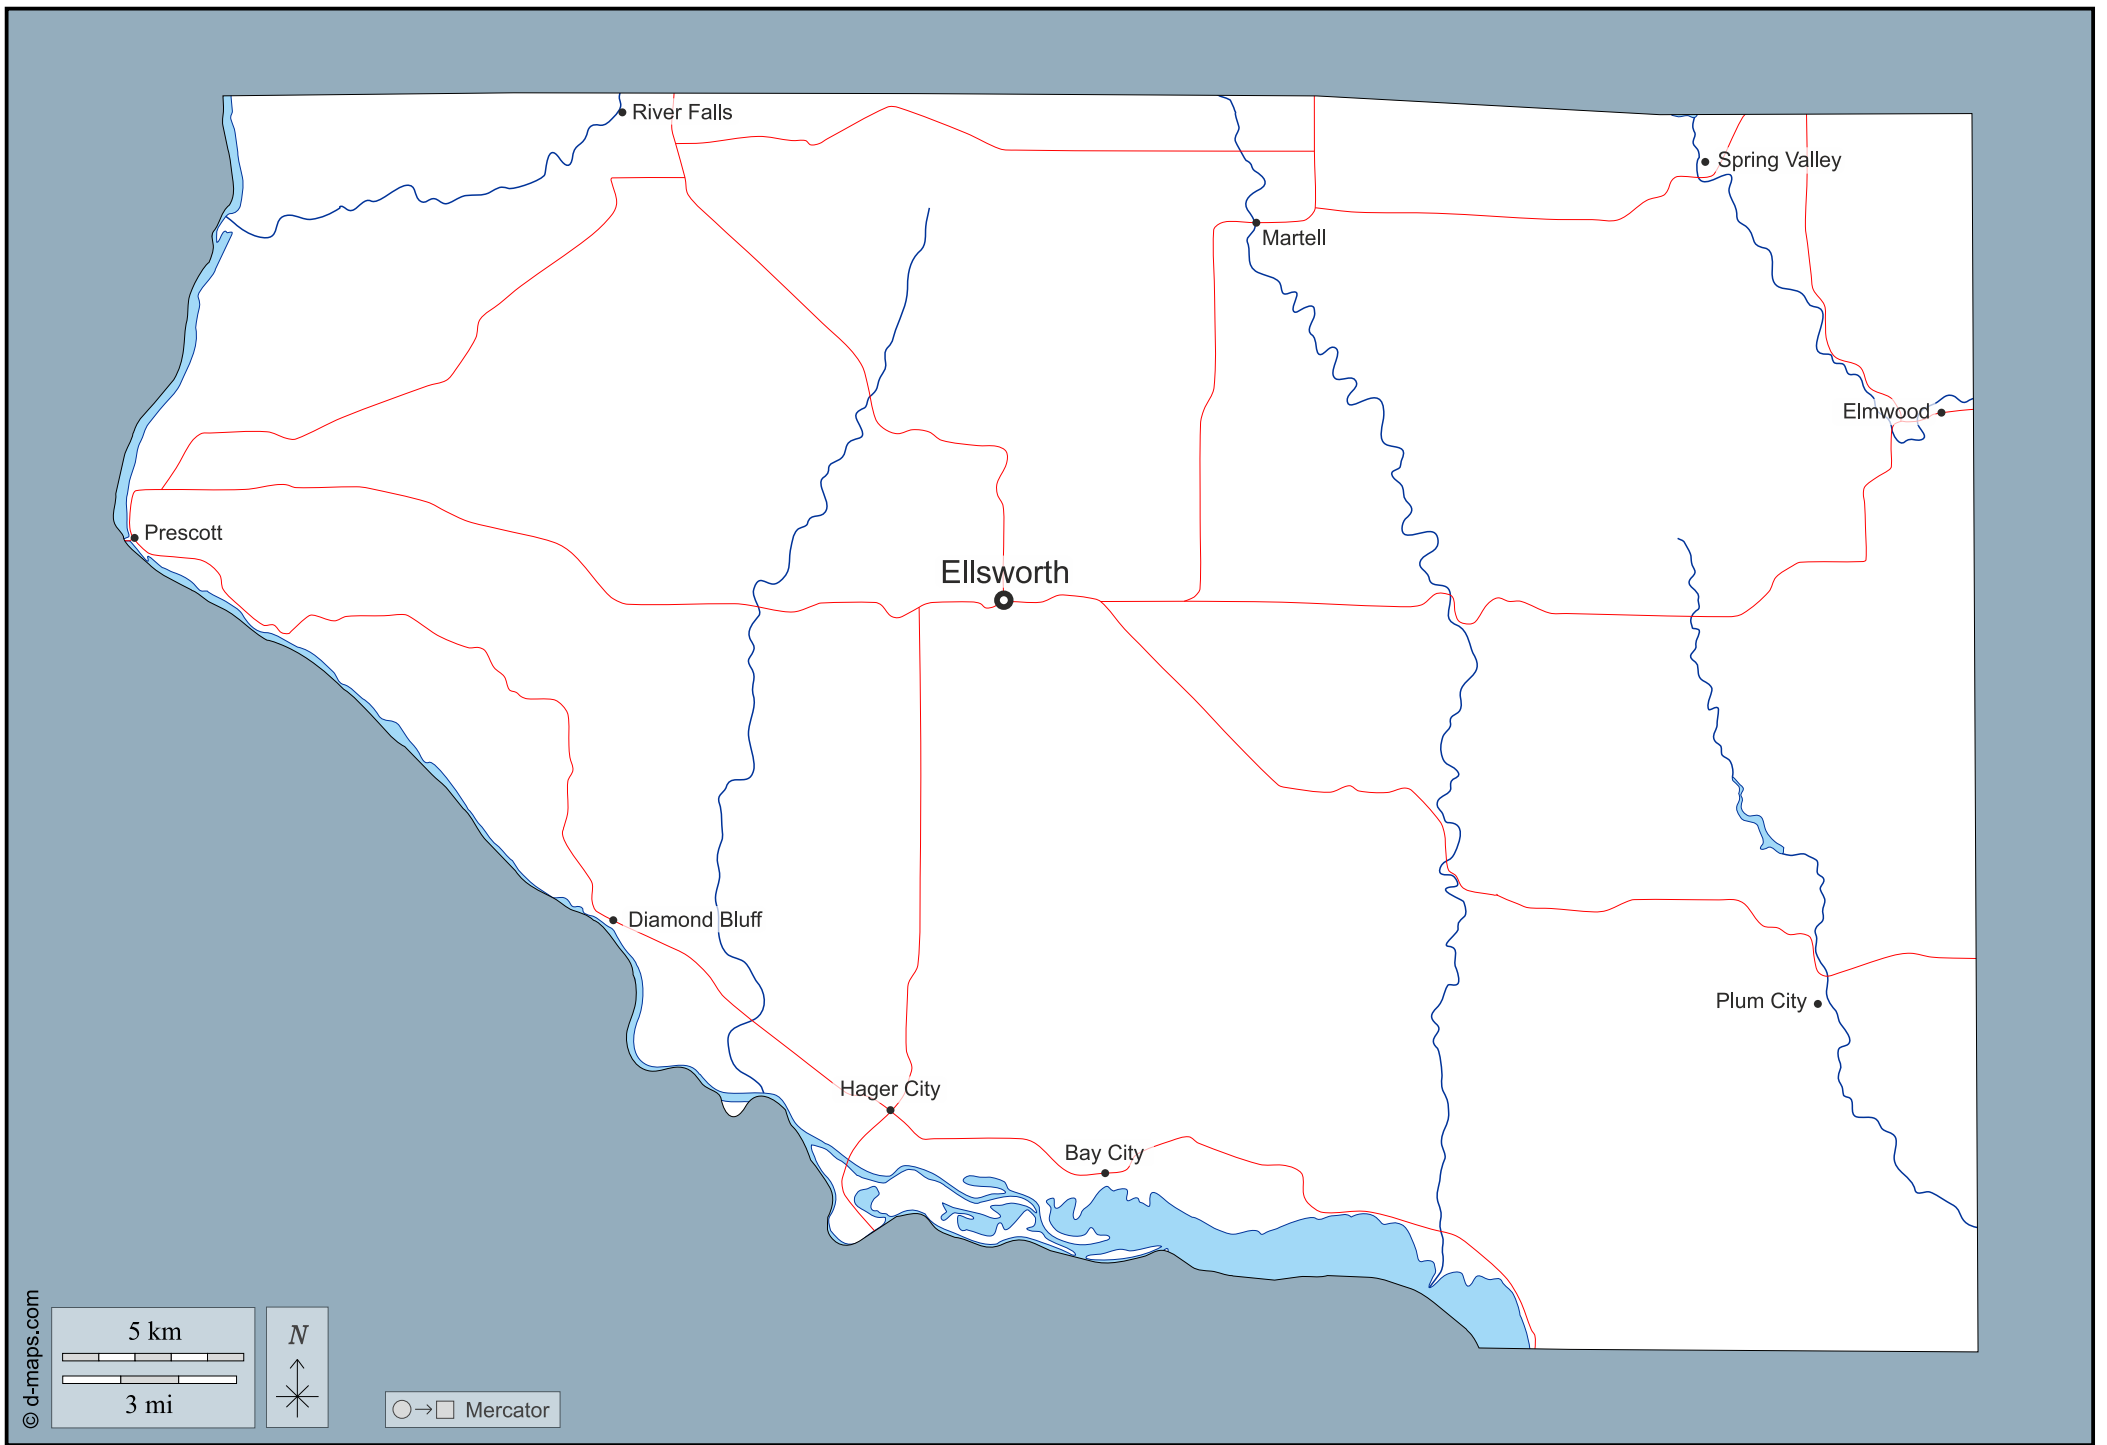 River Falls
Spring Valley
Martell
Elmwood
Prescott
Ellsworth
Diamond Bluff
Plum City
Hager City
Bay City
© d-maps.com
5 km
3 mi
N
Mercator